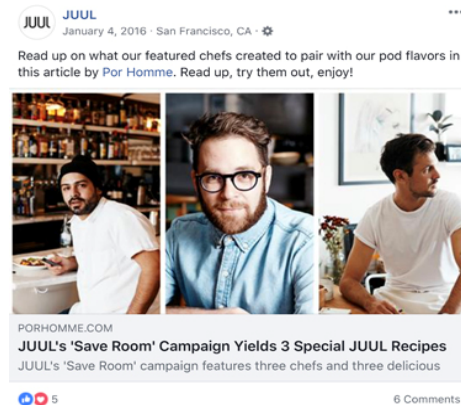 JUUL
JUUL
January 4, 2016 · San Francisco, CA ·
Read up on what our featured chefs created to pair with our pod flavors in
this article by Por Homme. Read up, try them out, enjoy!
PORHOMME.COM
JUUL's 'Save Room' Campaign Yields 3 Special JUUL Recipes
JUUL's 'Save Room' campaign features three chefs and three delicious
5
6 Comments